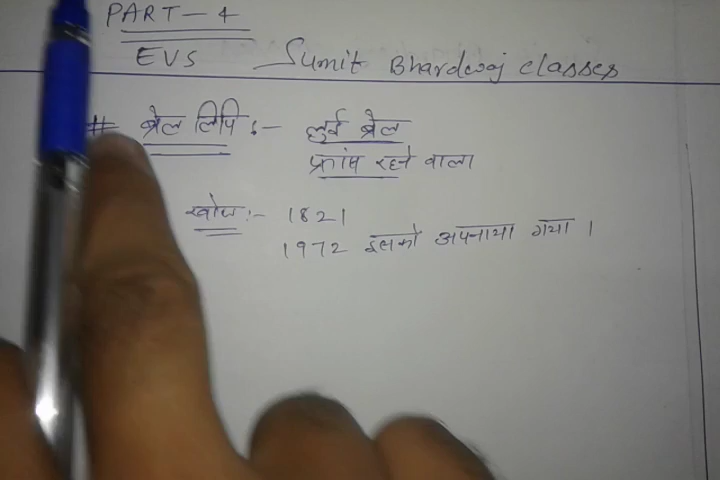 PART - 4
EVS Sumit Bhardwaj classes
# ब्रेल लिपि :- लुई ब्रेल
फ्रांस रहने वाला
खोज :- 1821
1972 इसको अपनाया गया ।